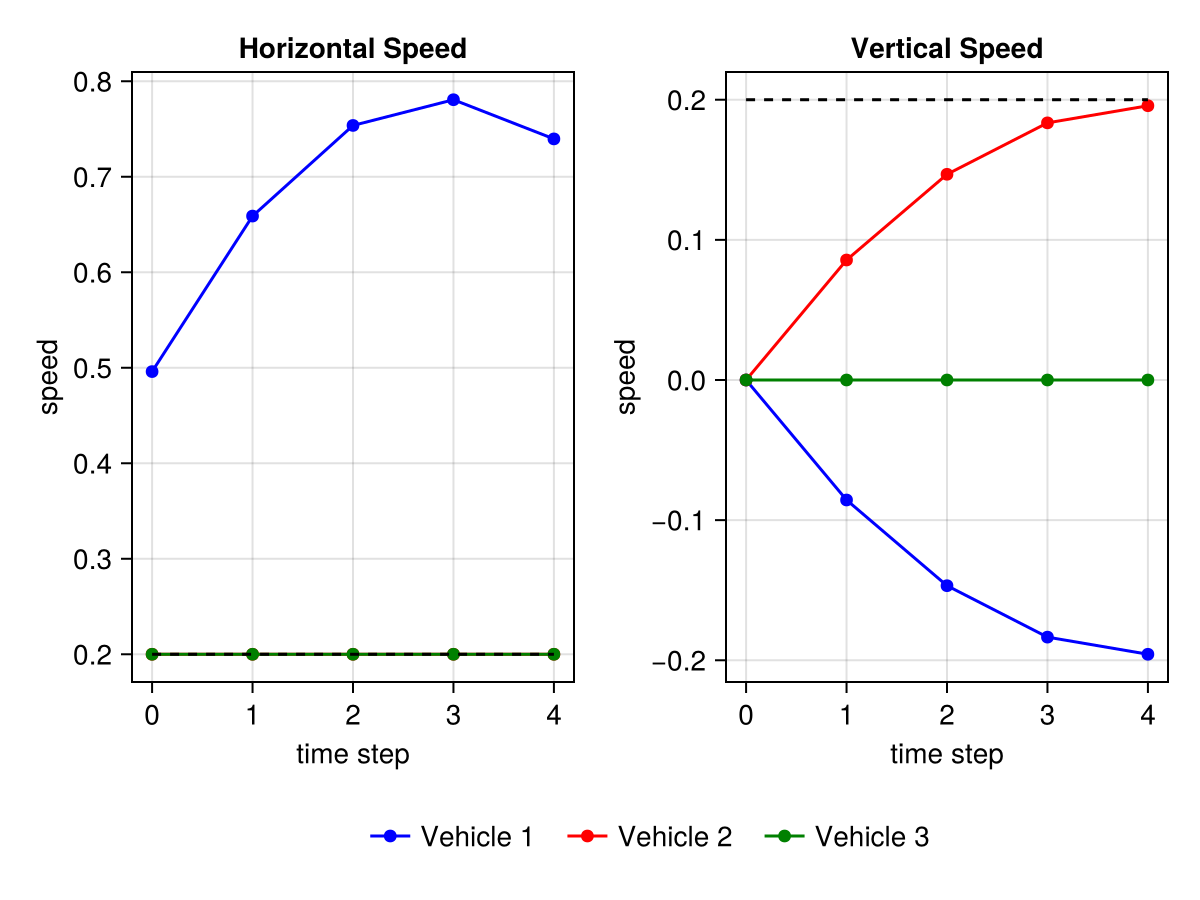 Horizontal Speed
0.8
0.7
0.6
0.5
0.4
0.3
0.2
speed
0 1 2 3 4
time step
Vertical Speed
0.2
0.1
0.0
−0.1
−0.2
speed
0 1 2 3 4
time step
Vehicle 1 Vehicle 2 Vehicle 3